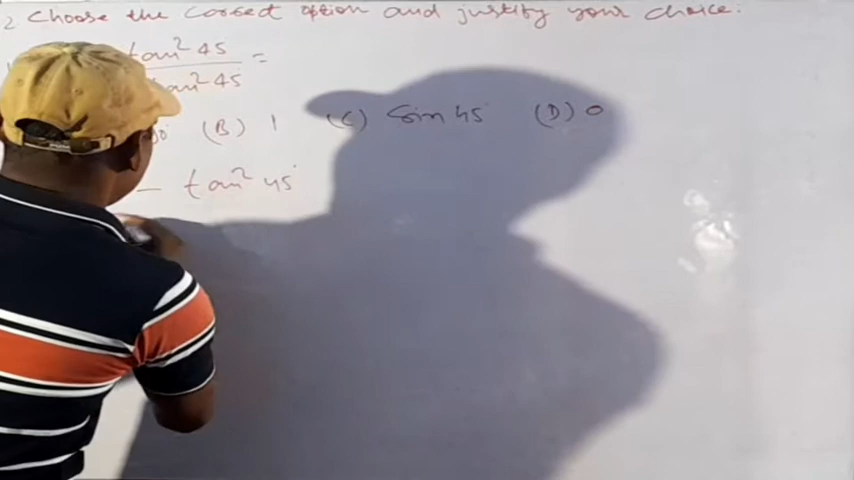 2 Choose the correct option and justify your choice:
tan² 45 =
tan² 45
(B) 1 (C) Sin 45° (D) 0
— tan² 45°